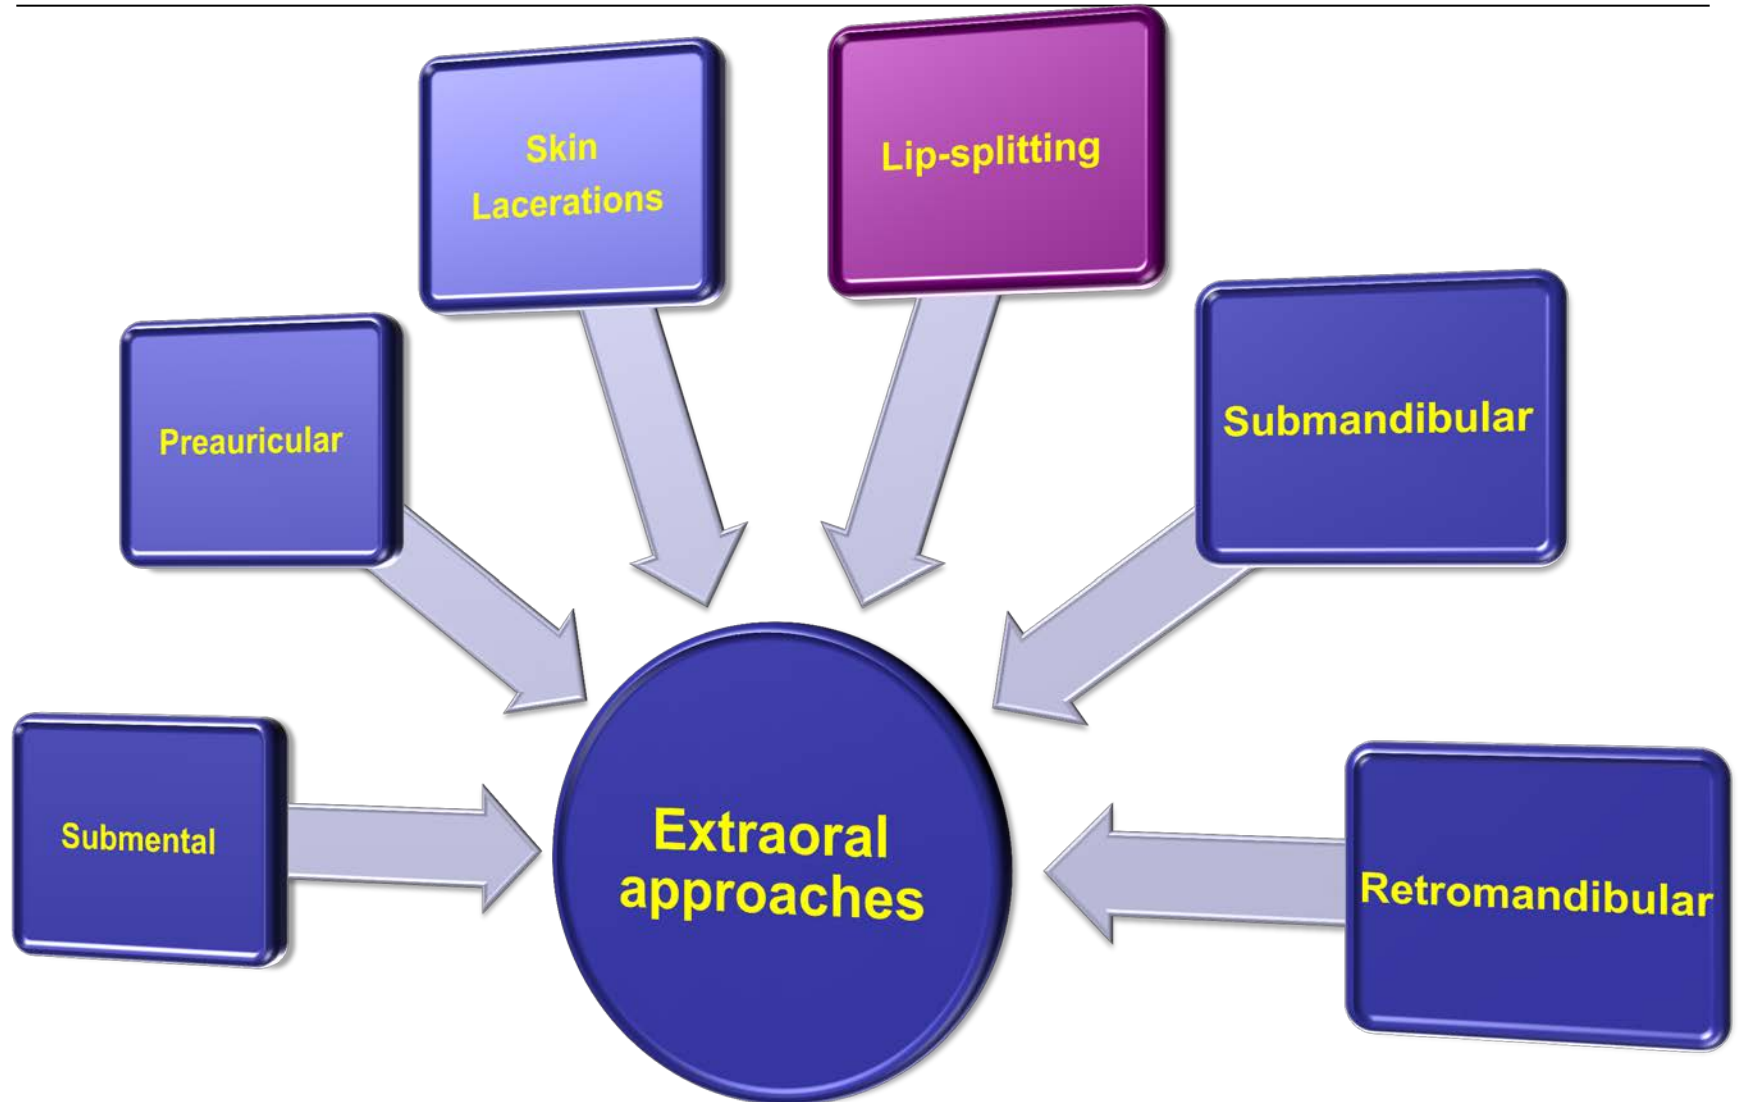 Skin
Lacerations
Lip-splitting
Preauricular
Submandibular
Submental
Extraoral
approaches
Retromandibular